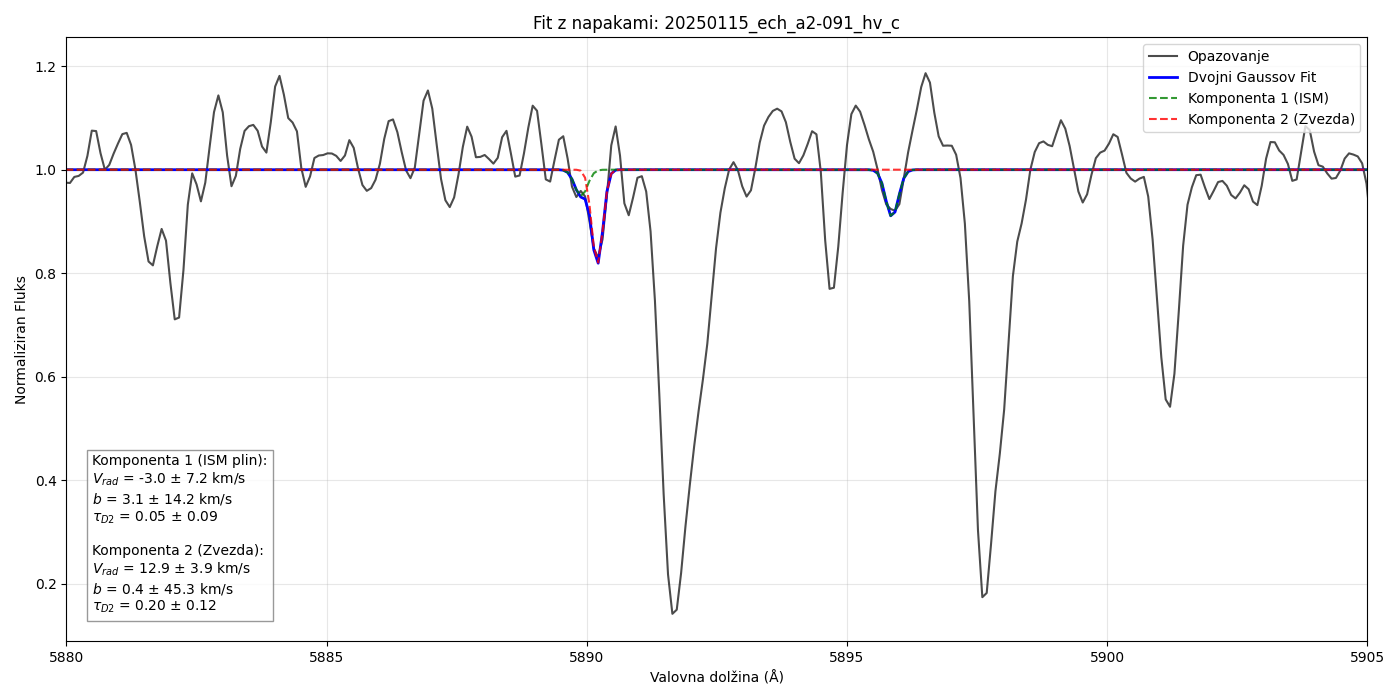 Fit z napakami: 20250115_ech_a2-091_hv_c
Normaliziran Fluks
1.2
1.0
0.8
0.6
0.4
0.2
Opazovanje
Dvojni Gaussov Fit
Komponenta 1 (ISM)
Komponenta 2 (Zvezda)
Komponenta 1 (ISM plin):
V_rad = -3.0 ± 7.2 km/s
b = 3.1 ± 14.2 km/s
τ_D2 = 0.05 ± 0.09
Komponenta 2 (Zvezda):
V_rad = 12.9 ± 3.9 km/s
b = 0.4 ± 45.3 km/s
τ_D2 = 0.20 ± 0.12
5880 5885 5890 5895 5900 5905
Valovna dolžina (Å)